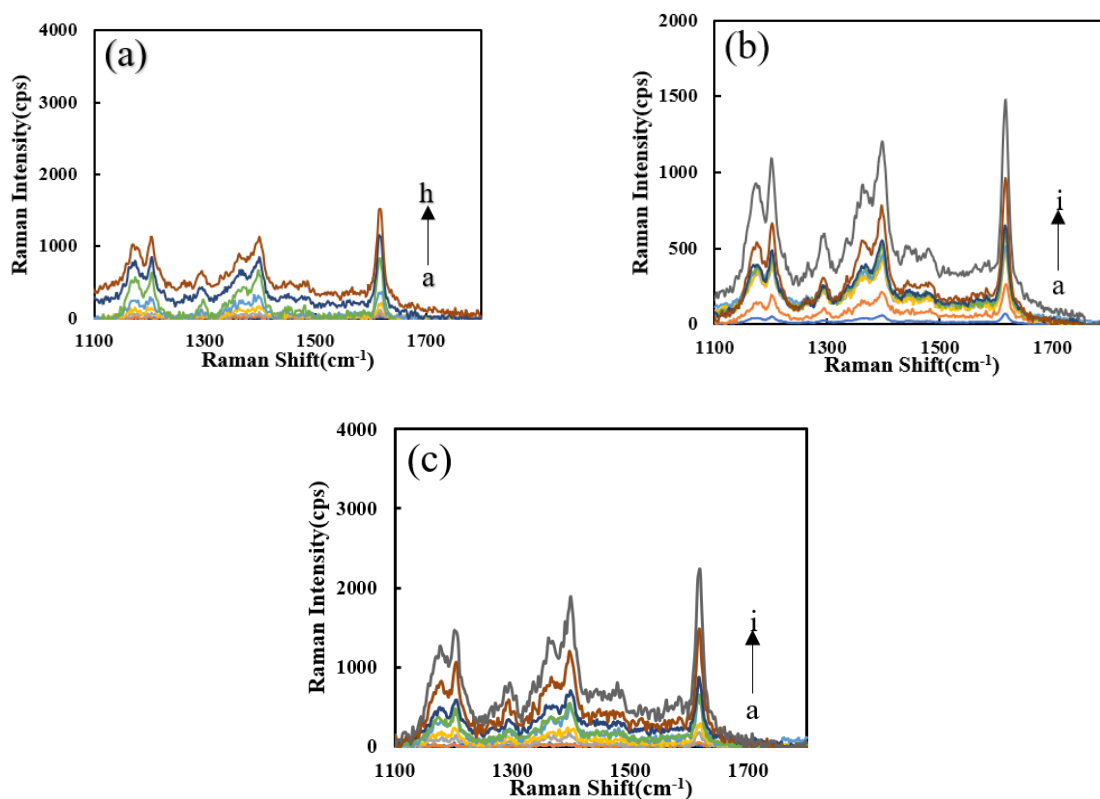 (a)
4000
3000
2000
1000
0
Raman Intensity(cps)
h
a
1100
1300
1500
1700
Raman Shift(cm-1)
(b)
2000
1500
1000
500
0
Raman Intensity(cps)
i
a
1100
1300
1500
1700
Raman Shift(cm-1)
(c)
4000
3000
2000
1000
0
Raman Intensity(cps)
i
a
1100
1300
1500
1700
Raman Shift(cm-1)